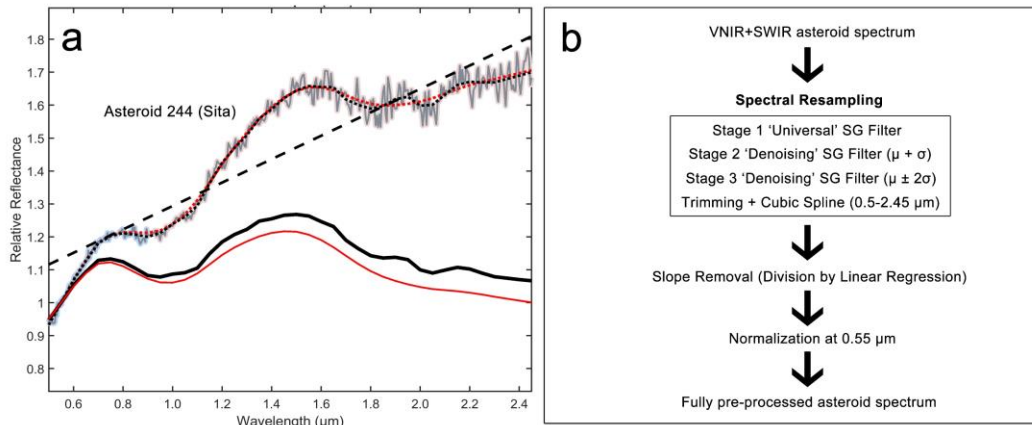 a
1.8
1.7
1.6
1.5
1.4
1.3
1.2
1.1
1
0.9
0.8
Relative Reflectance
Asteroid 244 (Sita)
0.6 0.8 1.0 1.2 1.4 1.6 1.8 2.0 2.2 2.4
Wavelength (μm)
b
VNIR+SWIR asteroid spectrum
Spectral Resampling
Stage 1 ‘Universal’ SG Filter
Stage 2 ‘Denoising’ SG Filter (μ + σ)
Stage 3 ‘Denoising’ SG Filter (μ ± 2σ)
Trimming + Cubic Spline (0.5-2.45 μm)
Slope Removal (Division by Linear Regression)
Normalization at 0.55 μm
Fully pre-processed asteroid spectrum